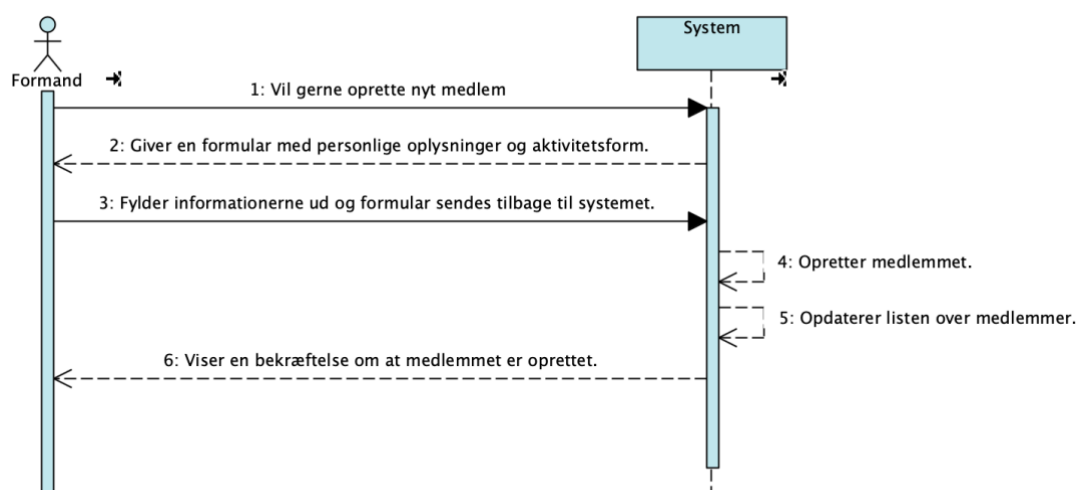 System
Formand
1: Vil gerne oprette nyt medlem
2: Giver en formular med personlige oplysninger og aktivitetsform.
3: Fylder informationerne ud og formular sendes tilbage til systemet.
4: Opretter medlemmet.
5: Opdaterer listen over medlemmer.
6: Viser en bekræftelse om at medlemmet er oprettet.